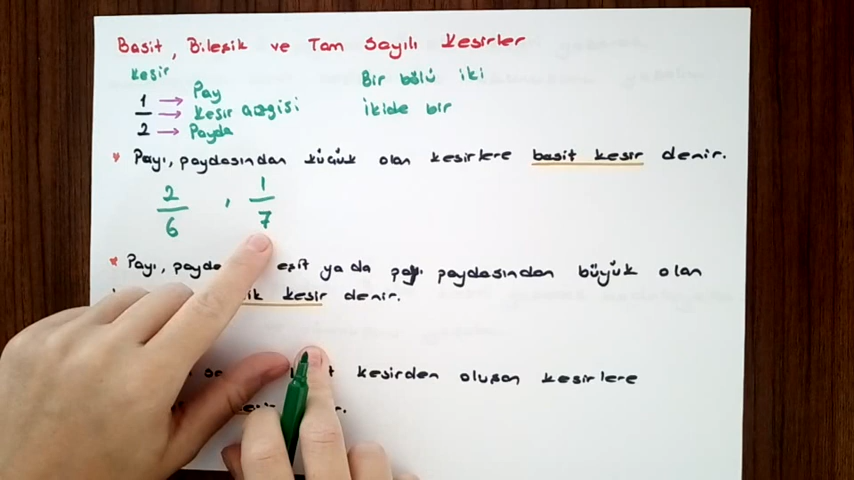 Basit, Bileşik ve Tam Sayılı Kesirler
Kesir
1 → Pay
→ Kesir çizgisi
2 → Payda
Bir bölü iki
İkide bir
* Payı, paydasından küçük olan kesirlere basit kesir denir.
2/6 , 1/7
* Payı, eşit ya da payı paydasından büyük olan
kesir denir.
kesirden oluşan kesirlere